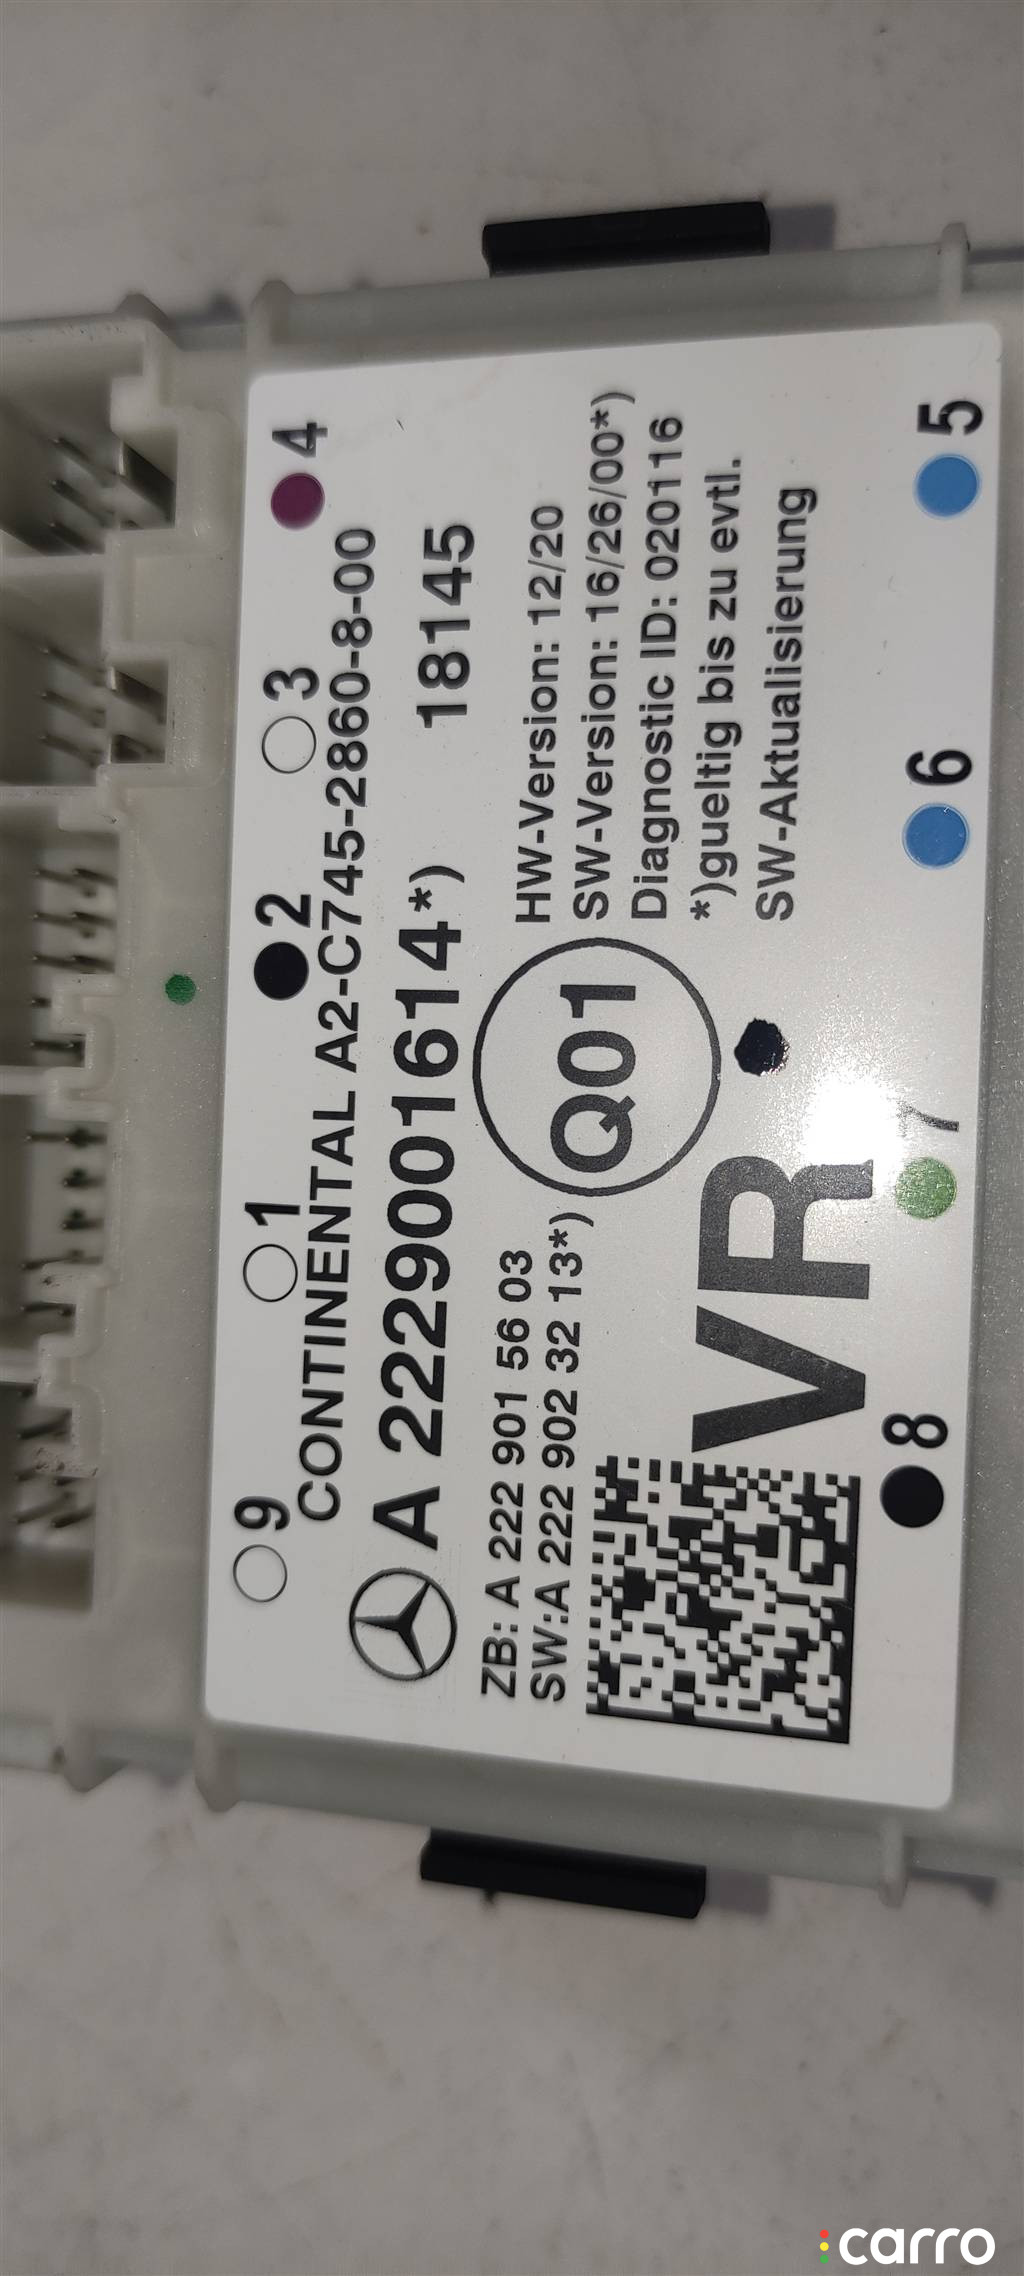 9 1 2 3 4
CONTINENTAL A2-C745-2860-8-00
A 2229001614*) 18145
ZB: A 222 901 56 03
SW:A 222 902 32 13*)
Q01
HW-Version: 12/20
SW-Version: 16/26/00*)
Diagnostic ID: 020116
*)gueltig bis zu evtl.
SW-Aktualisierung
VR
8 7 6 5
carro